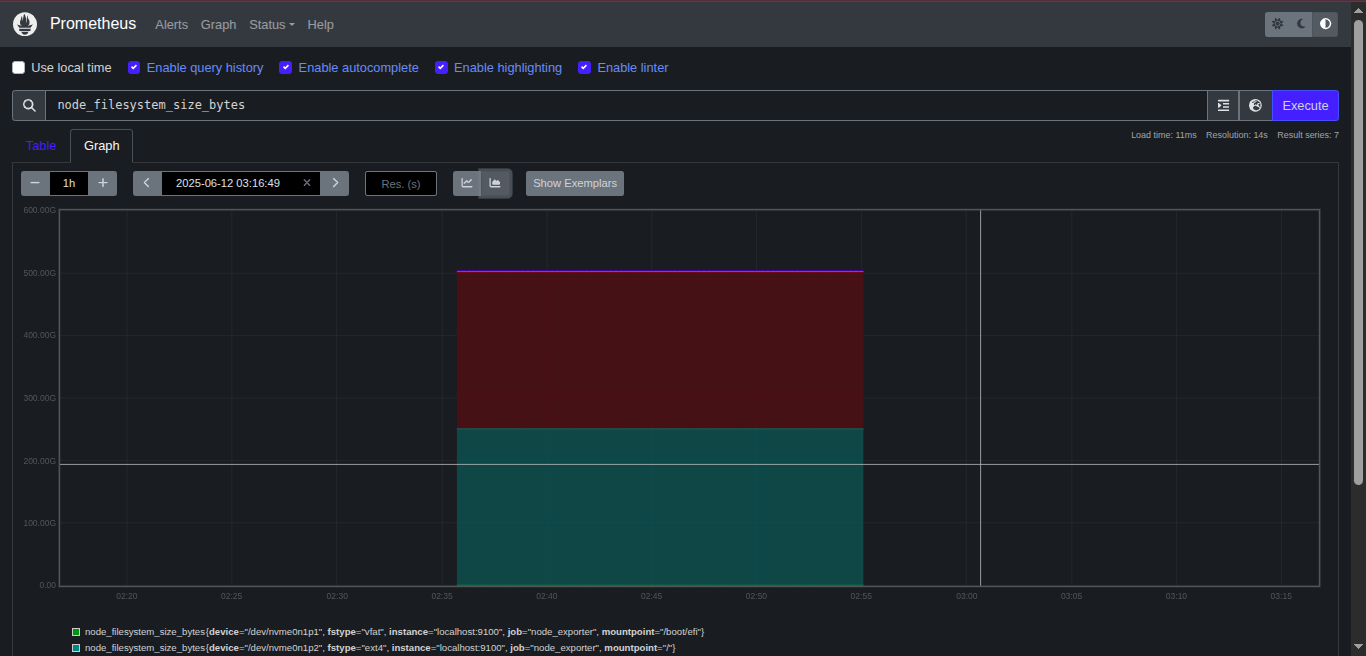 Prometheus Alerts Graph Status Help
Use local time Enable query history Enable autocomplete Enable highlighting Enable linter
node_filesystem_size_bytes Execute
Table Graph Load time: 11ms Resolution: 14s Result series: 7
1h 2025-06-12 03:16:49 Res. (s) Show Exemplars
600.00G
500.00G
400.00G
300.00G
200.00G
100.00G
0.00
02:20 02:25 02:30 02:35 02:40 02:45 02:50 02:55 03:00 03:05 03:10 03:15
node_filesystem_size_bytes{device="/dev/nvme0n1p1", fstype="vfat", instance="localhost:9100", job="node_exporter", mountpoint="/boot/efi"}
node_filesystem_size_bytes{device="/dev/nvme0n1p2", fstype="ext4", instance="localhost:9100", job="node_exporter", mountpoint="/"}